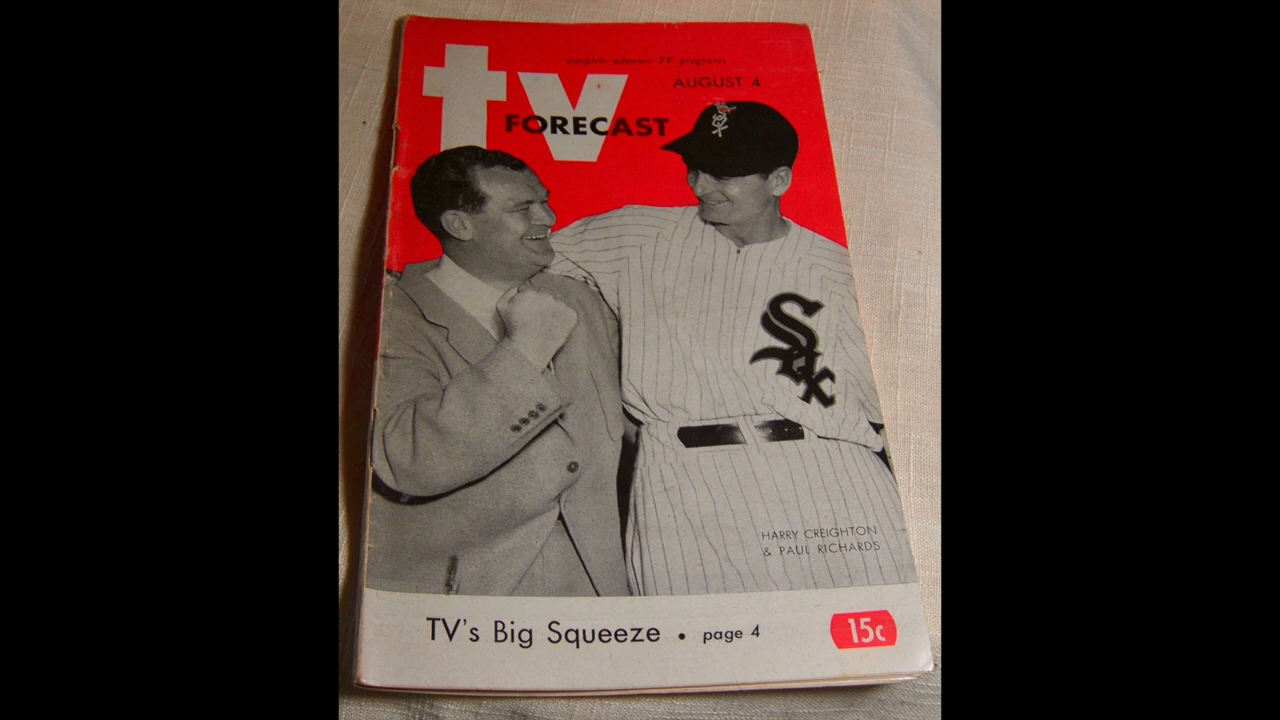 complete advance TV programs
AUGUST 4
tv
FORECAST
Sox
Sox
HARRY CREIGHTON
& PAUL RICHARDS
TV's Big Squeeze • page 4
15c